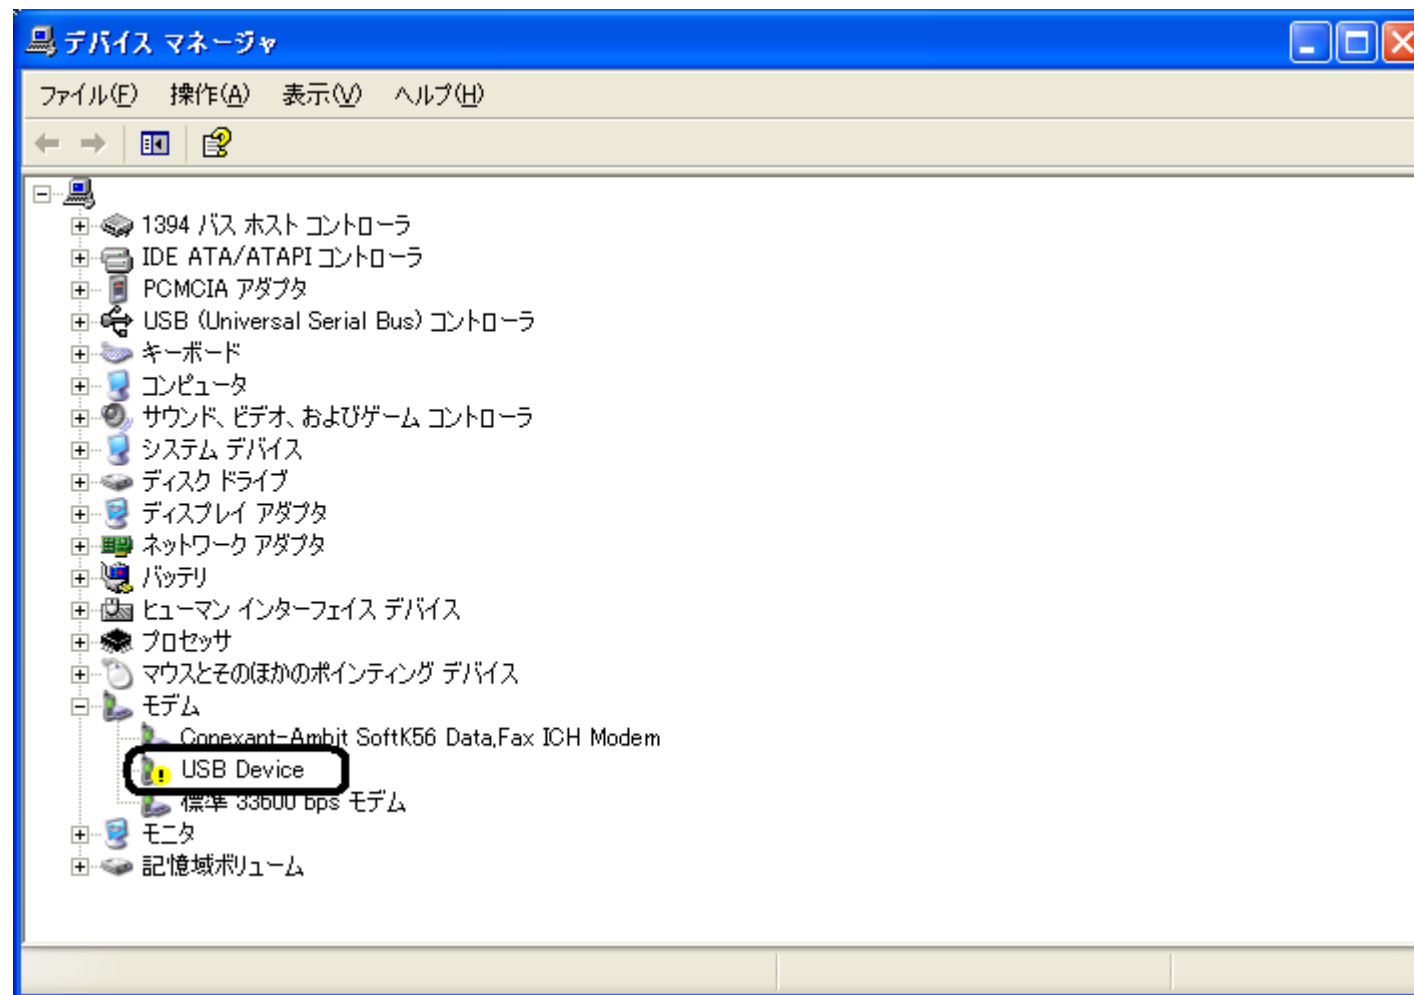 デバイス マネージャ
ファイル(F) 操作(A) 表示(V) ヘルプ(H)
1394 バス ホスト コントローラ
IDE ATA/ATAPI コントローラ
PCMCIA アダプタ
USB (Universal Serial Bus) コントローラ
キーボード
コンピュータ
サウンド、ビデオ、およびゲーム コントローラ
システム デバイス
ディスク ドライブ
ディスプレイ アダプタ
ネットワーク アダプタ
バッテリ
ヒューマン インターフェイス デバイス
プロセッサ
マウスとそのほかのポインティング デバイス
モデム
Conexant-Ambit SoftK56 Data,Fax ICH Modem
USB Device
標準 33600 bps モデム
モニタ
記憶域ボリューム